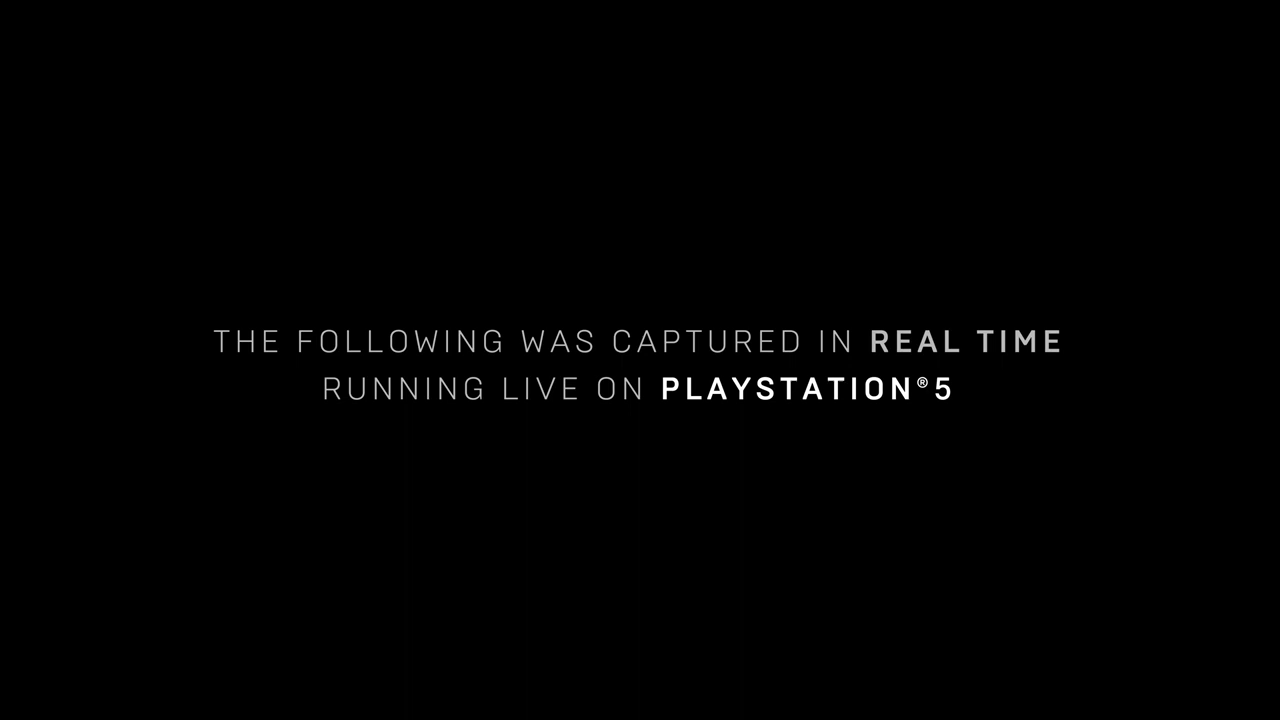 THE FOLLOWING WAS CAPTURED IN REAL TIME
RUNNING LIVE ON PLAYSTATION®5